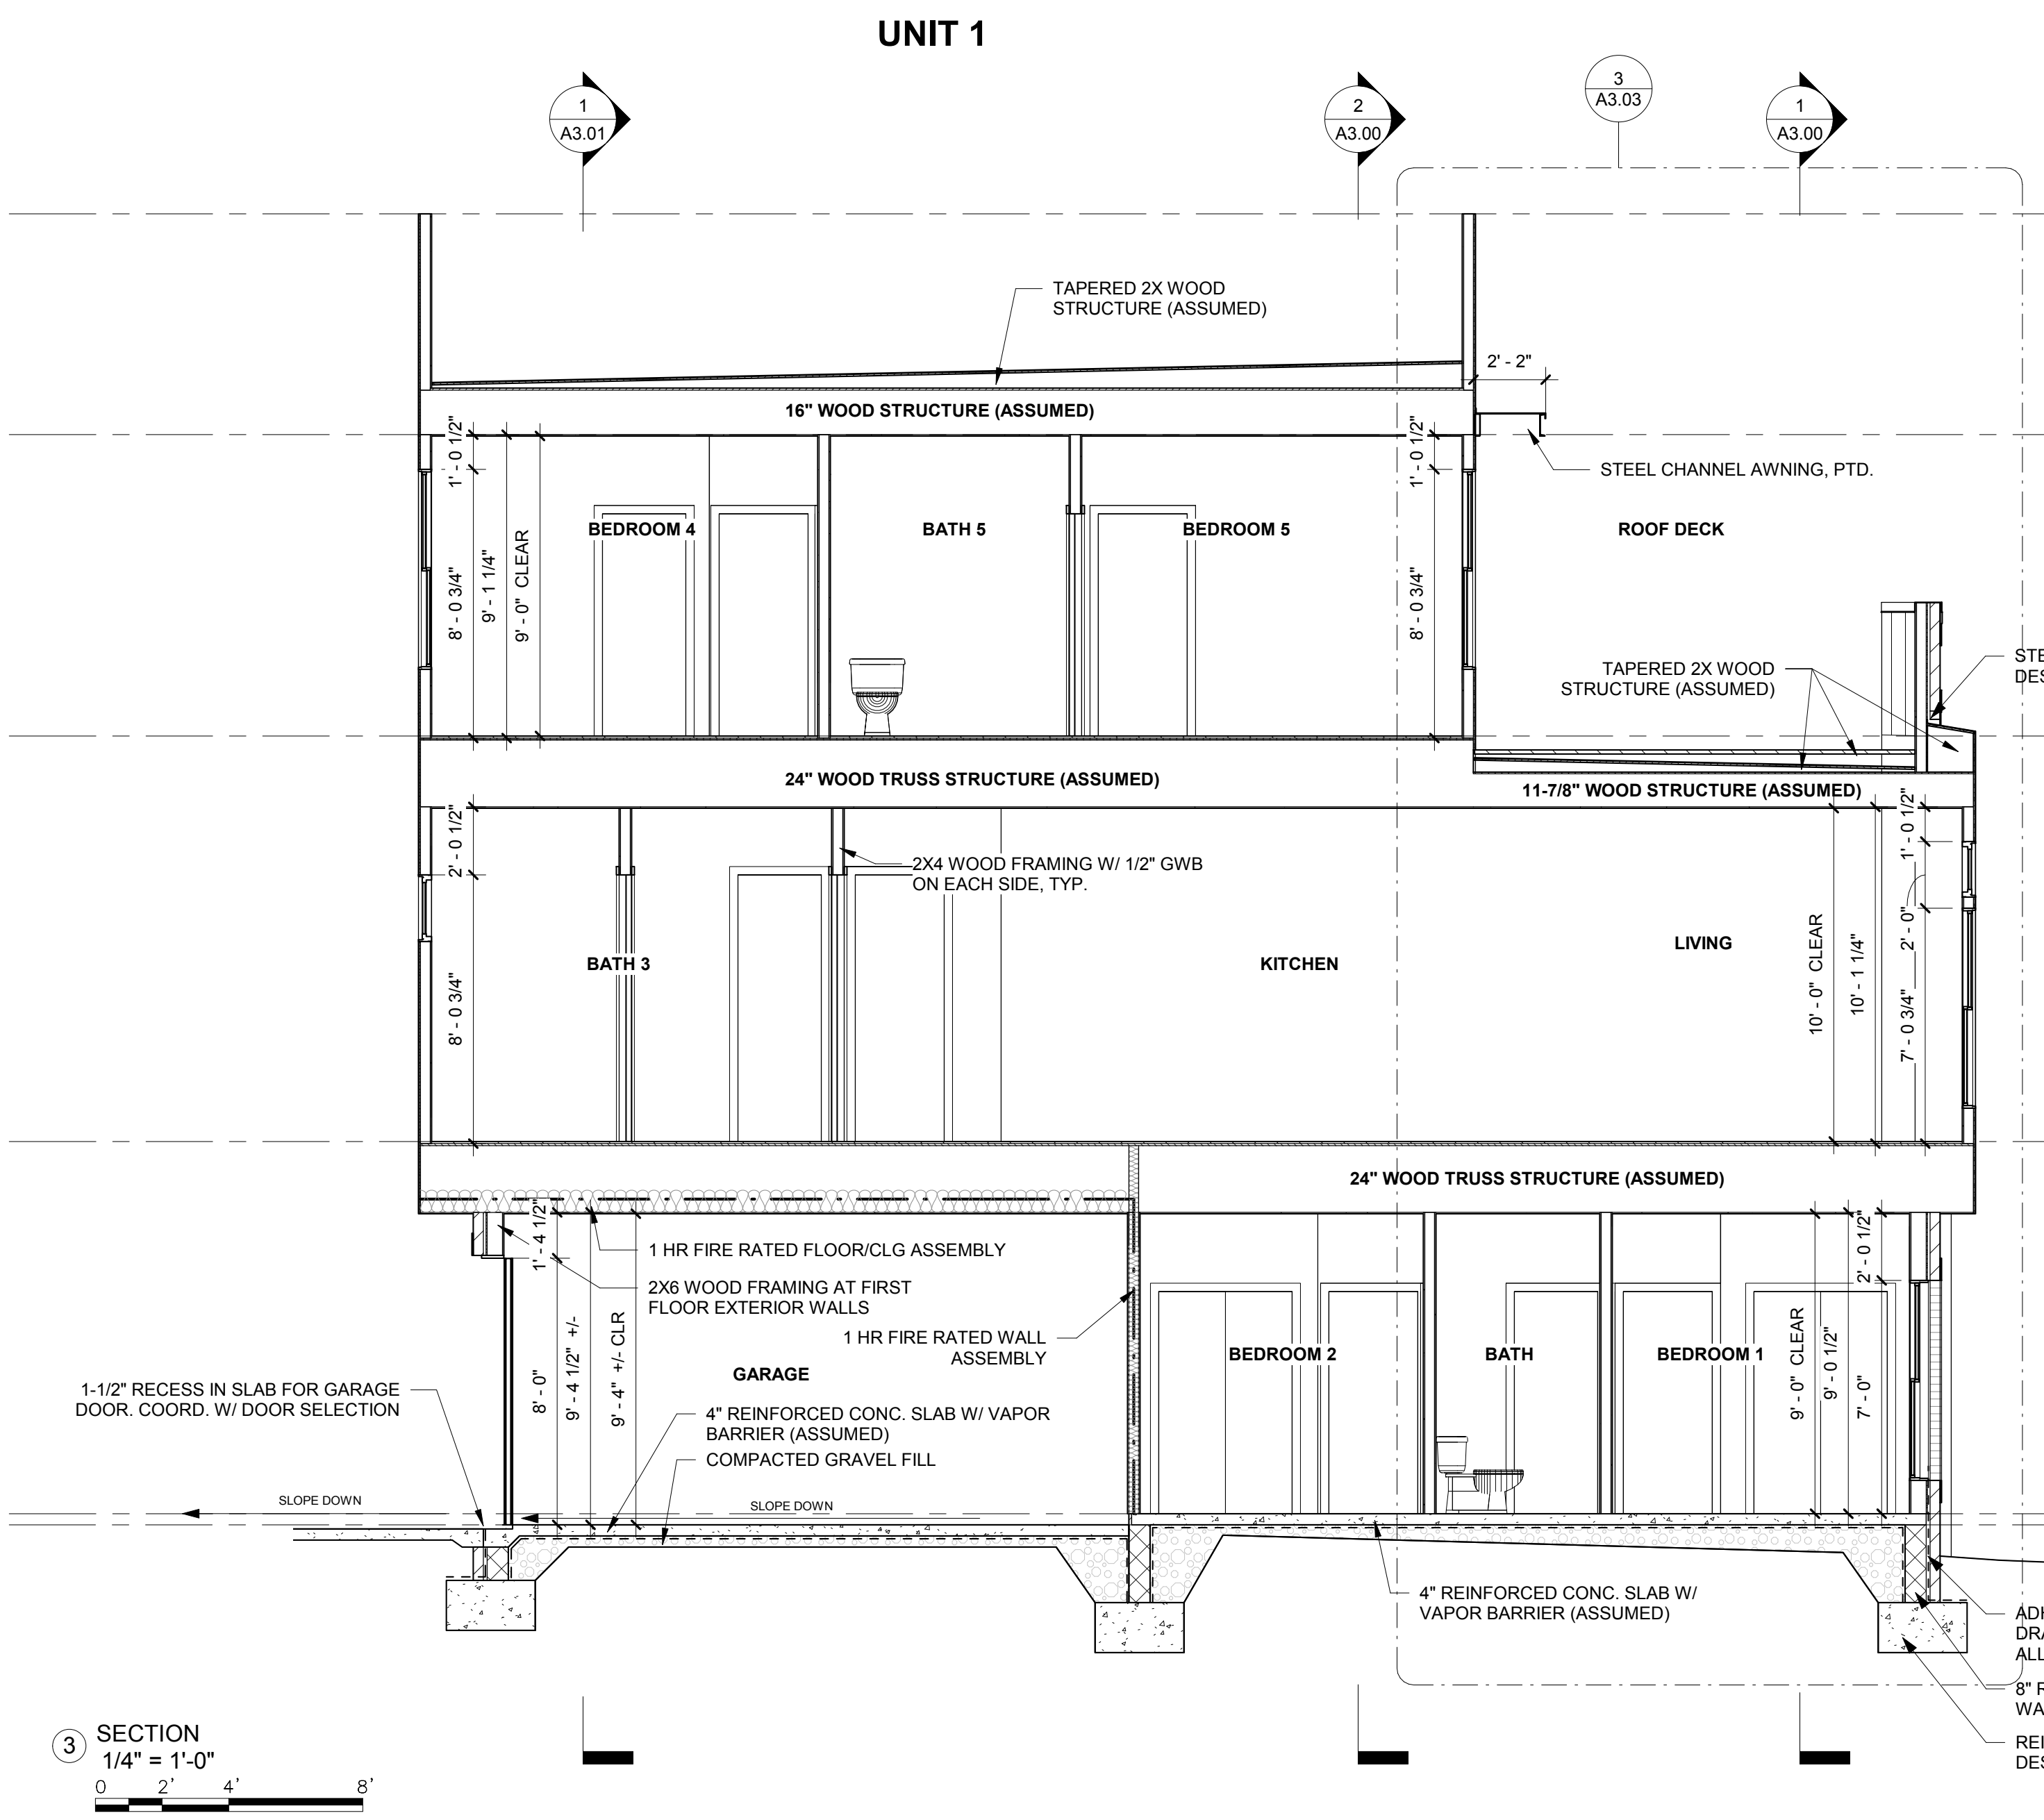 UNIT 1
1
A3.01
2
A3.00
3
A3.03
1
A3.00
TAPERED 2X WOOD
STRUCTURE (ASSUMED)
2' - 2"
16" WOOD STRUCTURE (ASSUMED)
1' - 0 1/2"
1' - 0 1/2"
STEEL CHANNEL AWNING, PTD.
BEDROOM 4
BATH 5
BEDROOM 5
ROOF DECK
8' - 0 3/4"
9' - 1 1/4"
9' - 0" CLEAR
8' - 0 3/4"
TAPERED 2X WOOD
STRUCTURE (ASSUMED)
STE
DES
24" WOOD TRUSS STRUCTURE (ASSUMED)
11-7/8" WOOD STRUCTURE (ASSUMED)
2' - 0 1/2"
1' - 0 1/2"
2X4 WOOD FRAMING W/ 1/2" GWB
ON EACH SIDE, TYP.
BATH 3
KITCHEN
LIVING
8' - 0 3/4"
10' - 0" CLEAR
10' - 1 1/4"
2' - 0"
7' - 0 3/4"
24" WOOD TRUSS STRUCTURE (ASSUMED)
1' - 4 1/2"
2' - 0 1/2"
1 HR FIRE RATED FLOOR/CLG ASSEMBLY
2X6 WOOD FRAMING AT FIRST
FLOOR EXTERIOR WALLS
1 HR FIRE RATED WALL
ASSEMBLY
GARAGE
BEDROOM 2
BATH
BEDROOM 1
8' - 0"
9' - 4 1/2" +/-
9' - 4" +/- CLR
9' - 0" CLEAR
9' - 0 1/2"
7' - 0"
1-1/2" RECESS IN SLAB FOR GARAGE
DOOR. COORD. W/ DOOR SELECTION
4" REINFORCED CONC. SLAB W/ VAPOR
BARRIER (ASSUMED)
COMPACTED GRAVEL FILL
SLOPE DOWN
SLOPE DOWN
4" REINFORCED CONC. SLAB W/
VAPOR BARRIER (ASSUMED)
ADH
DRA
ALL
8" R
WA
REI
DES
3
SECTION
1/4" = 1'-0"
0 2' 4' 8'